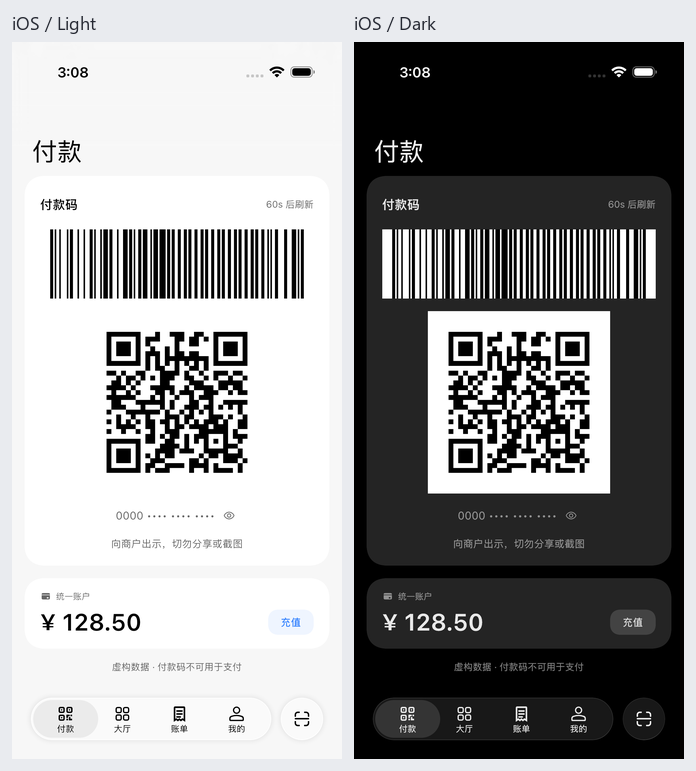 iOS / Light
3:08
付款
付款码
60s 后刷新
0000 •••• •••• ••••
向商户出示，切勿分享或截图
统一账户
¥ 128.50
充值
虚构数据 · 付款码不可用于支付
付款
大厅
账单
我的
iOS / Dark
3:08
付款
付款码
60s 后刷新
0000 •••• •••• ••••
向商户出示，切勿分享或截图
统一账户
¥ 128.50
充值
虚构数据 · 付款码不可用于支付
付款
大厅
账单
我的